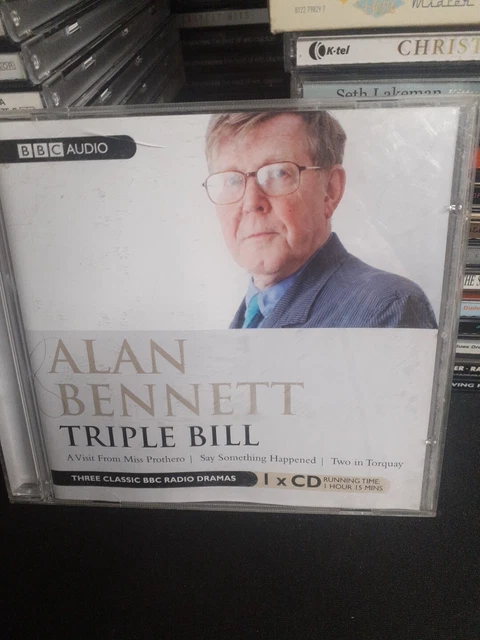 K-tel
CHRIST
Seth Lakeman
BBC AUDIO
ALAN
BENNETT
TRIPLE BILL
A Visit From Miss Prothero | Say Something Happened | Two in Torquay
THREE CLASSIC BBC RADIO DRAMAS
1 x CD
RUNNING TIME:
1 HOUR 15 MINS